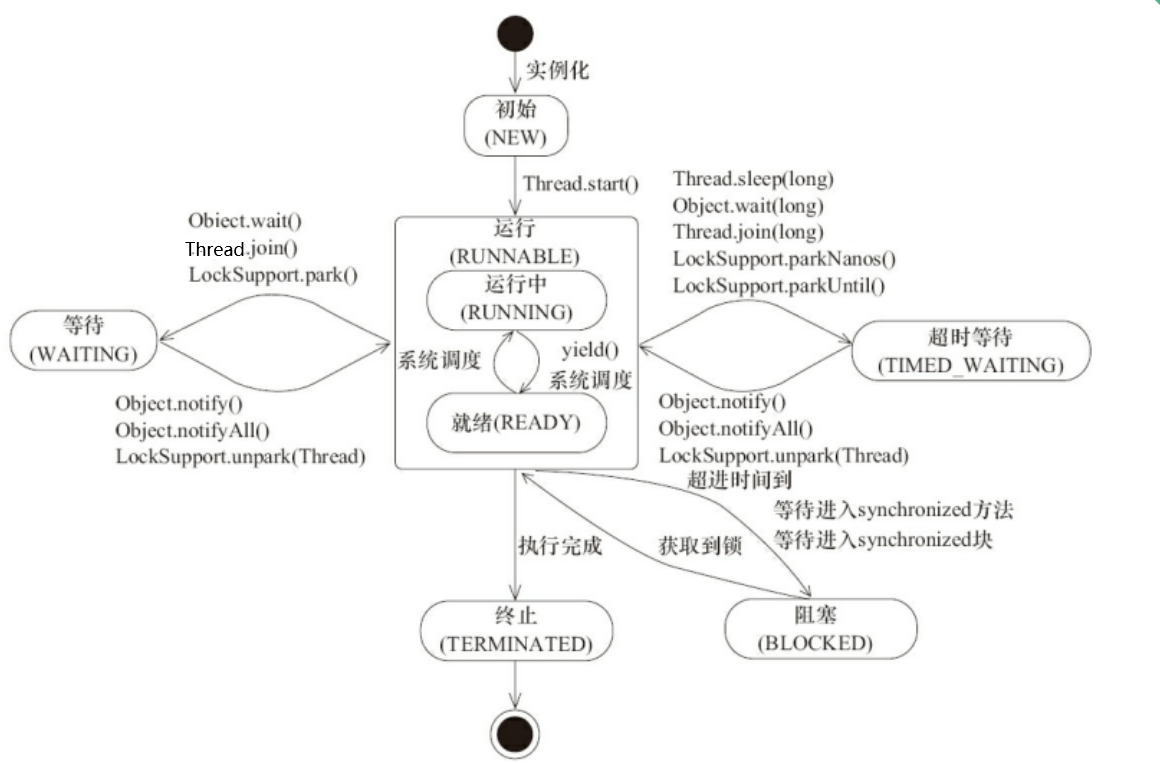 实例化
初始
(NEW)
Thread.start()
Thread.sleep(long)
Object.wait(long)
Thread.join(long)
LockSupport.parkNanos()
LockSupport.parkUntil()
Obiect.wait()
Thread.join()
LockSupport.park()
运行
(RUNNABLE)
运行中
(RUNNING)
等待
(WAITING)
超时等待
(TIMED_WAITING)
系统调度
yield()
系统调度
就绪(READY)
Object.notify()
Object.notifyAll()
LockSupport.unpark(Thread)
Object.notify()
Object.notifyAll()
LockSupport.unpark(Thread)
超进时间到
等待进入synchronized方法
等待进入synchronized块
执行完成
获取到锁
终止
(TERMINATED)
阻塞
(BLOCKED)